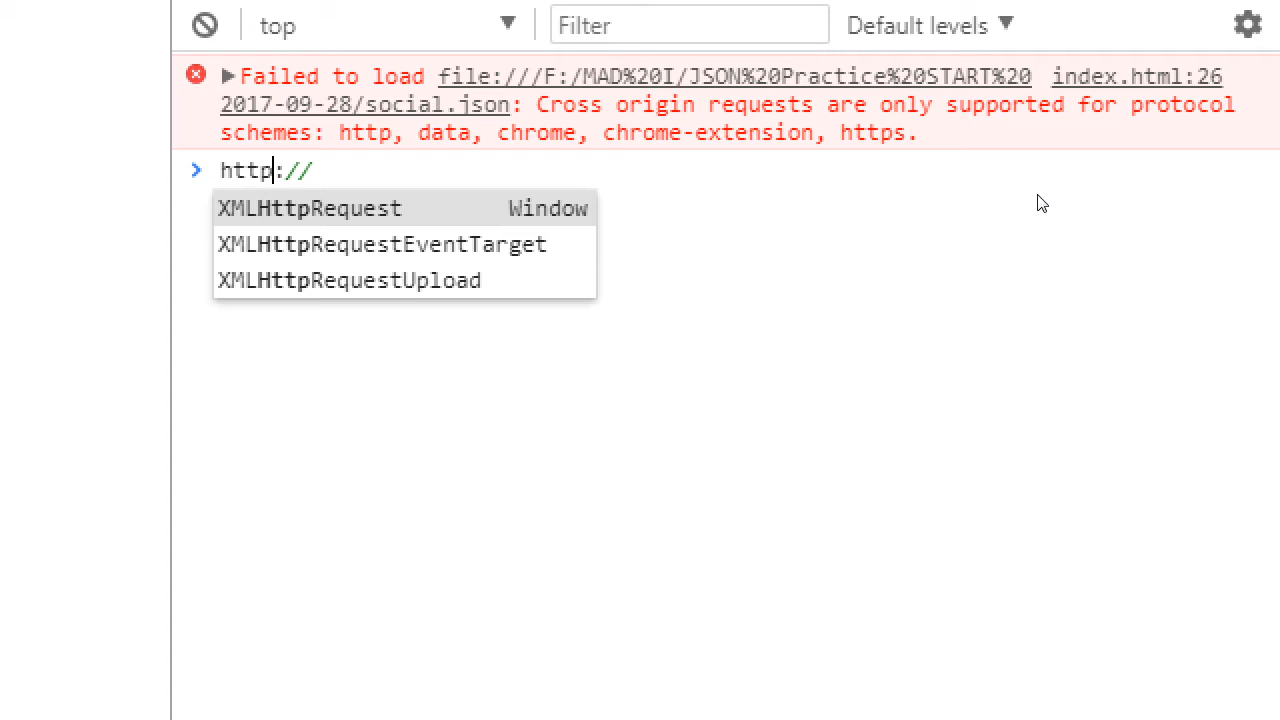 top Filter Default levels
Failed to load file:///F:/MAD%20I/JSON%20Practice%20START%20 index.html:26
2017-09-28/social.json: Cross origin requests are only supported for protocol
schemes: http, data, chrome, chrome-extension, https.
http://
XMLHttpRequest Window
XMLHttpRequestEventTarget
XMLHttpRequestUpload